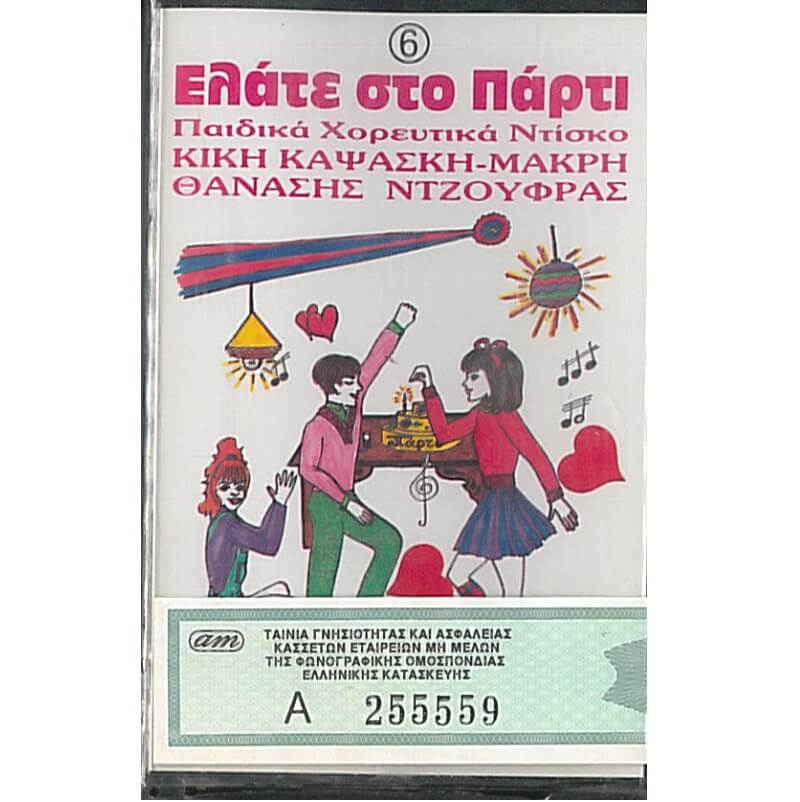 6
Ελάτε στο Πάρτι
Παιδικά Χορευτικά Ντίσκο
ΚΙΚΗ ΚΑΨΑΣΚΗ-ΜΑΚΡΗ
ΘΑΝΑΣΗΣ ΝΤΖΟΥΦΡΑΣ
Πάρτι
am
ΤΑΙΝΙΑ ΓΝΗΣΙΟΤΗΤΑΣ ΚΑΙ ΑΣΦΑΛΕΙΑΣ
ΚΑΣΣΕΤΩΝ ΕΤΑΙΡΕΙΩΝ ΜΗ ΜΕΛΩΝ
ΤΗΣ ΦΩΝΟΓΡΑΦΙΚΗΣ ΟΜΟΣΠΟΝΔΙΑΣ
ΕΛΛΗΝΙΚΗΣ ΚΑΤΑΣΚΕΥΗΣ
Α 255559